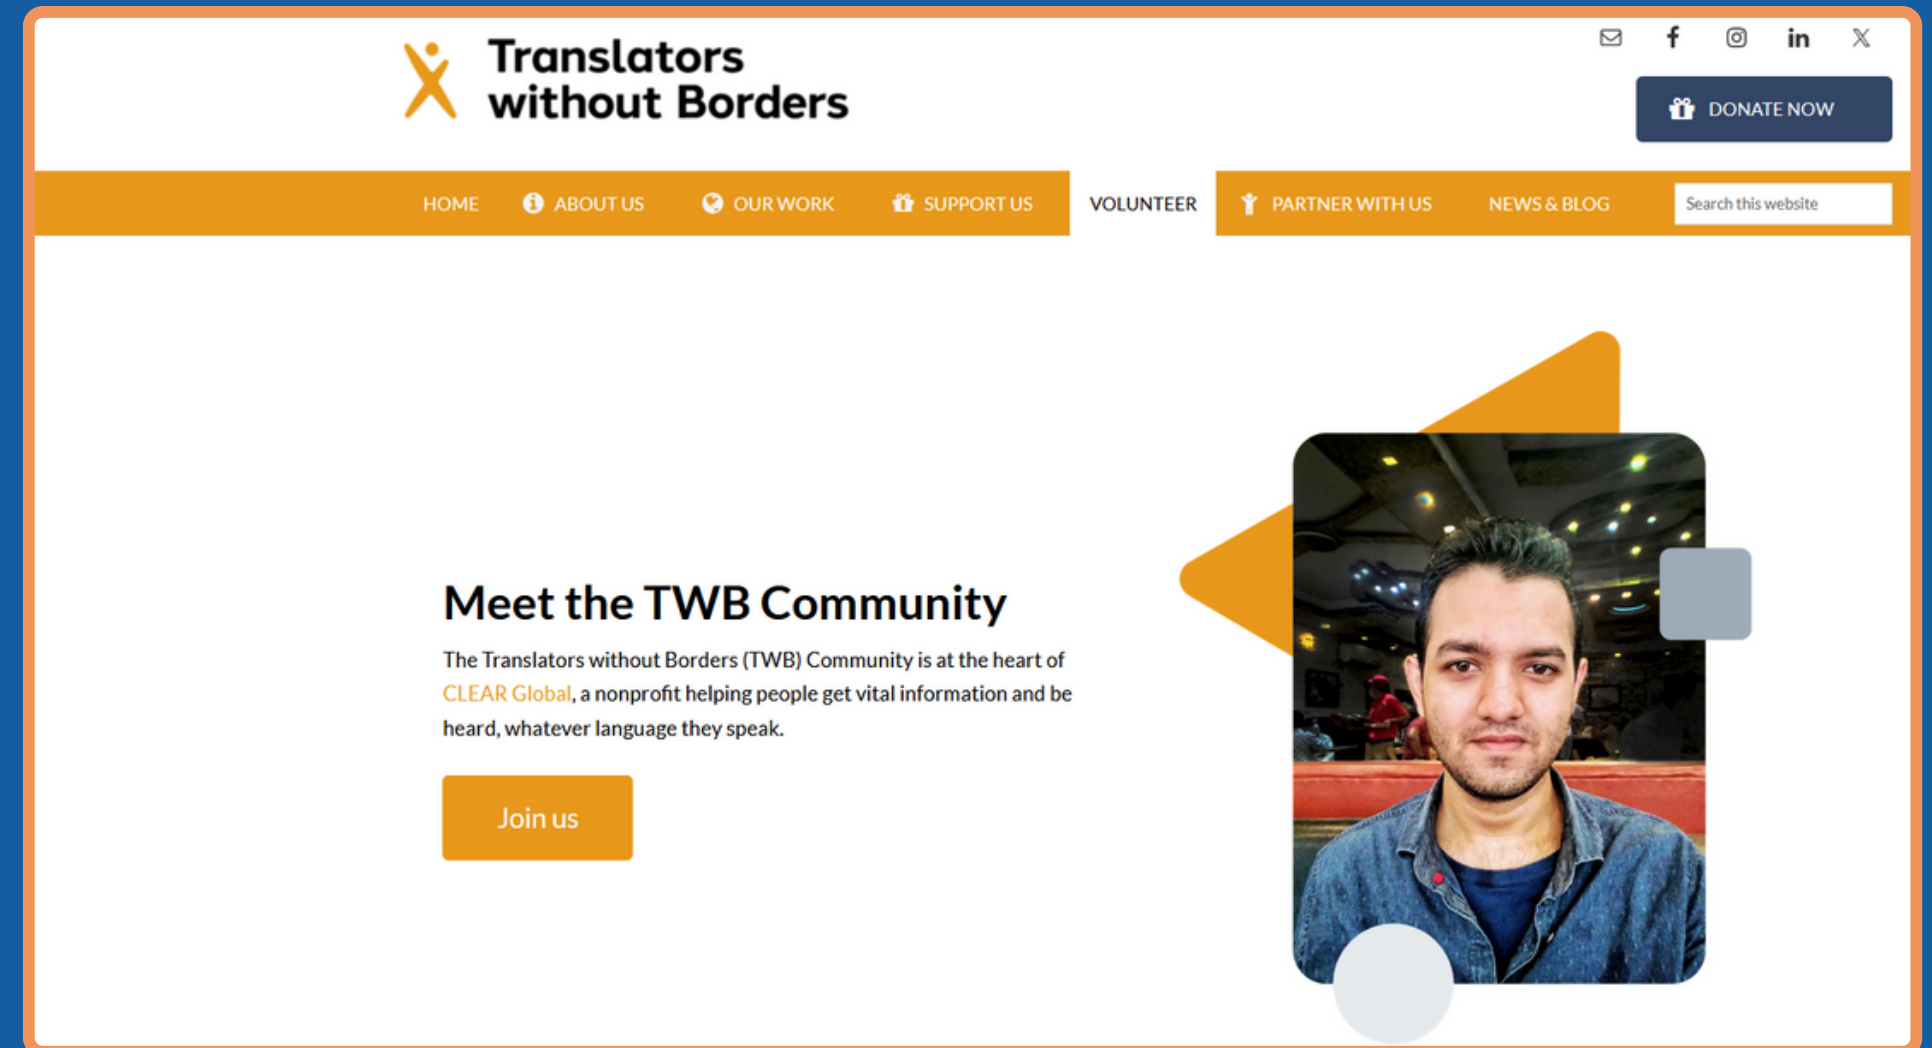 Translators
without Borders
DONATE NOW
HOME ABOUT US OUR WORK SUPPORT US VOLUNTEER PARTNER WITH US NEWS & BLOG Search this website
Meet the TWB Community
The Translators without Borders (TWB) Community is at the heart of
CLEAR Global, a nonprofit helping people get vital information and be
heard, whatever language they speak.
Join us